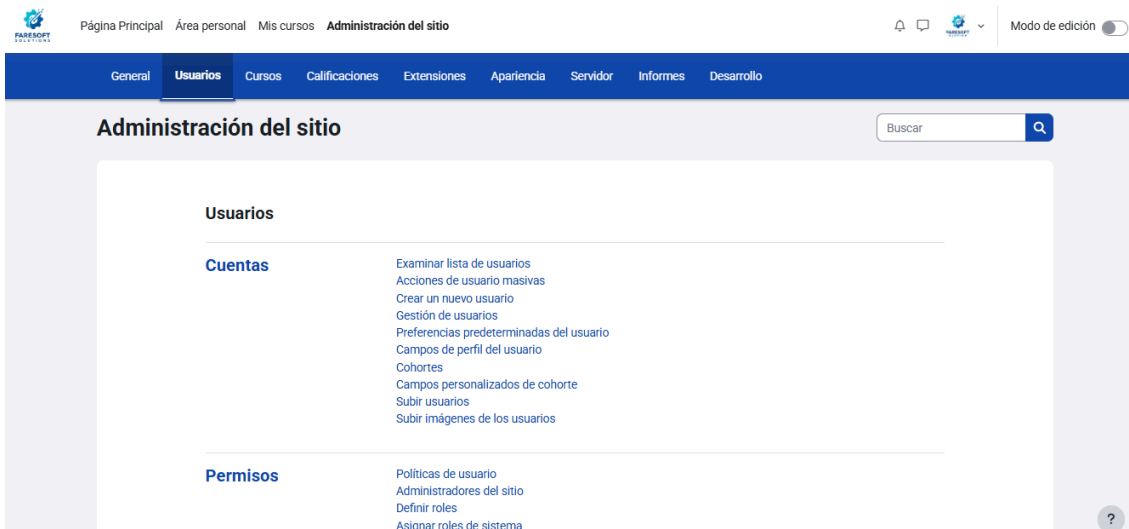 FARESOFT
SOLUTIONS
Página Principal Área personal Mis cursos Administración del sitio
Modo de edición
General Usuarios Cursos Calificaciones Extensiones Apariencia Servidor Informes Desarrollo
Administración del sitio
Buscar
Usuarios
Cuentas
Examinar lista de usuarios
Acciones de usuario masivas
Crear un nuevo usuario
Gestión de usuarios
Preferencias predeterminadas del usuario
Campos de perfil del usuario
Cohortes
Campos personalizados de cohorte
Subir usuarios
Subir imágenes de los usuarios
Permisos
Políticas de usuario
Administradores del sitio
Definir roles
Asignar roles de sistema
?